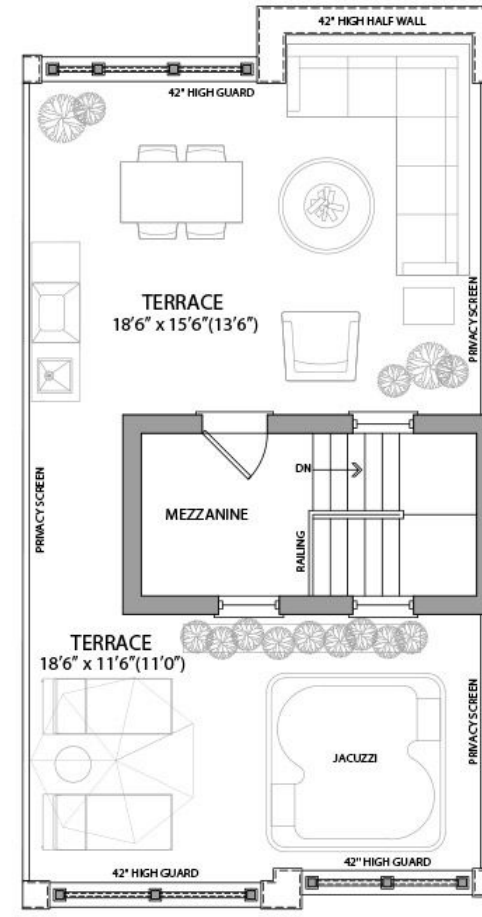 42" HIGH HALF WALL
42" HIGH GUARD
TERRACE
18'6" x 15'6"(13'6")
PRIVACY SCREEN
DN
MEZZANINE
RAILING
PRIVACY SCREEN
TERRACE
18'6" x 11'6"(11'0")
PRIVACY SCREEN
JACUZZI
42" HIGH GUARD
42" HIGH GUARD